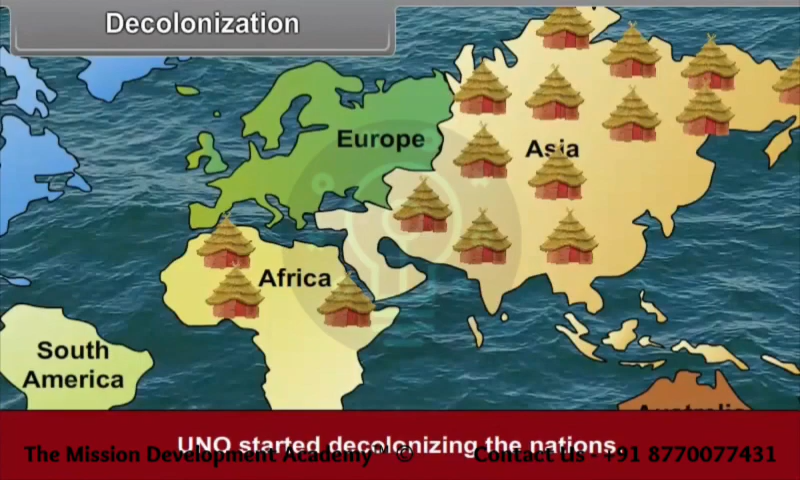 Decolonization
Europe
Asia
Africa
South
America
Australia
UNO started decolonizing the nations.
The Mission Development Academy™ © Contact Us - +91 8770077431